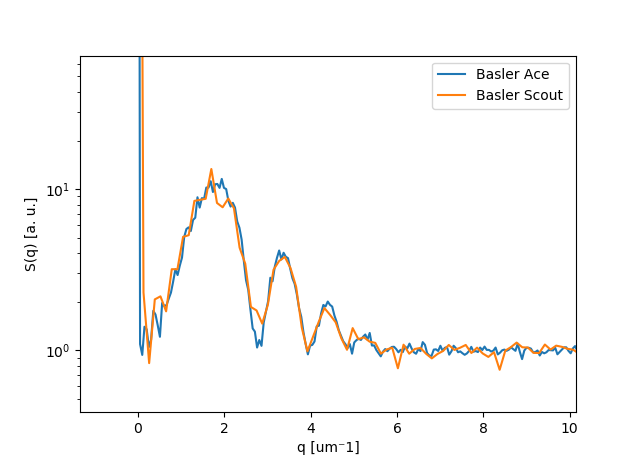 Basler Ace
Basler Scout
S(q) [a. u.]
10¹
10⁰
0 2 4 6 8 10
q [um⁻1]